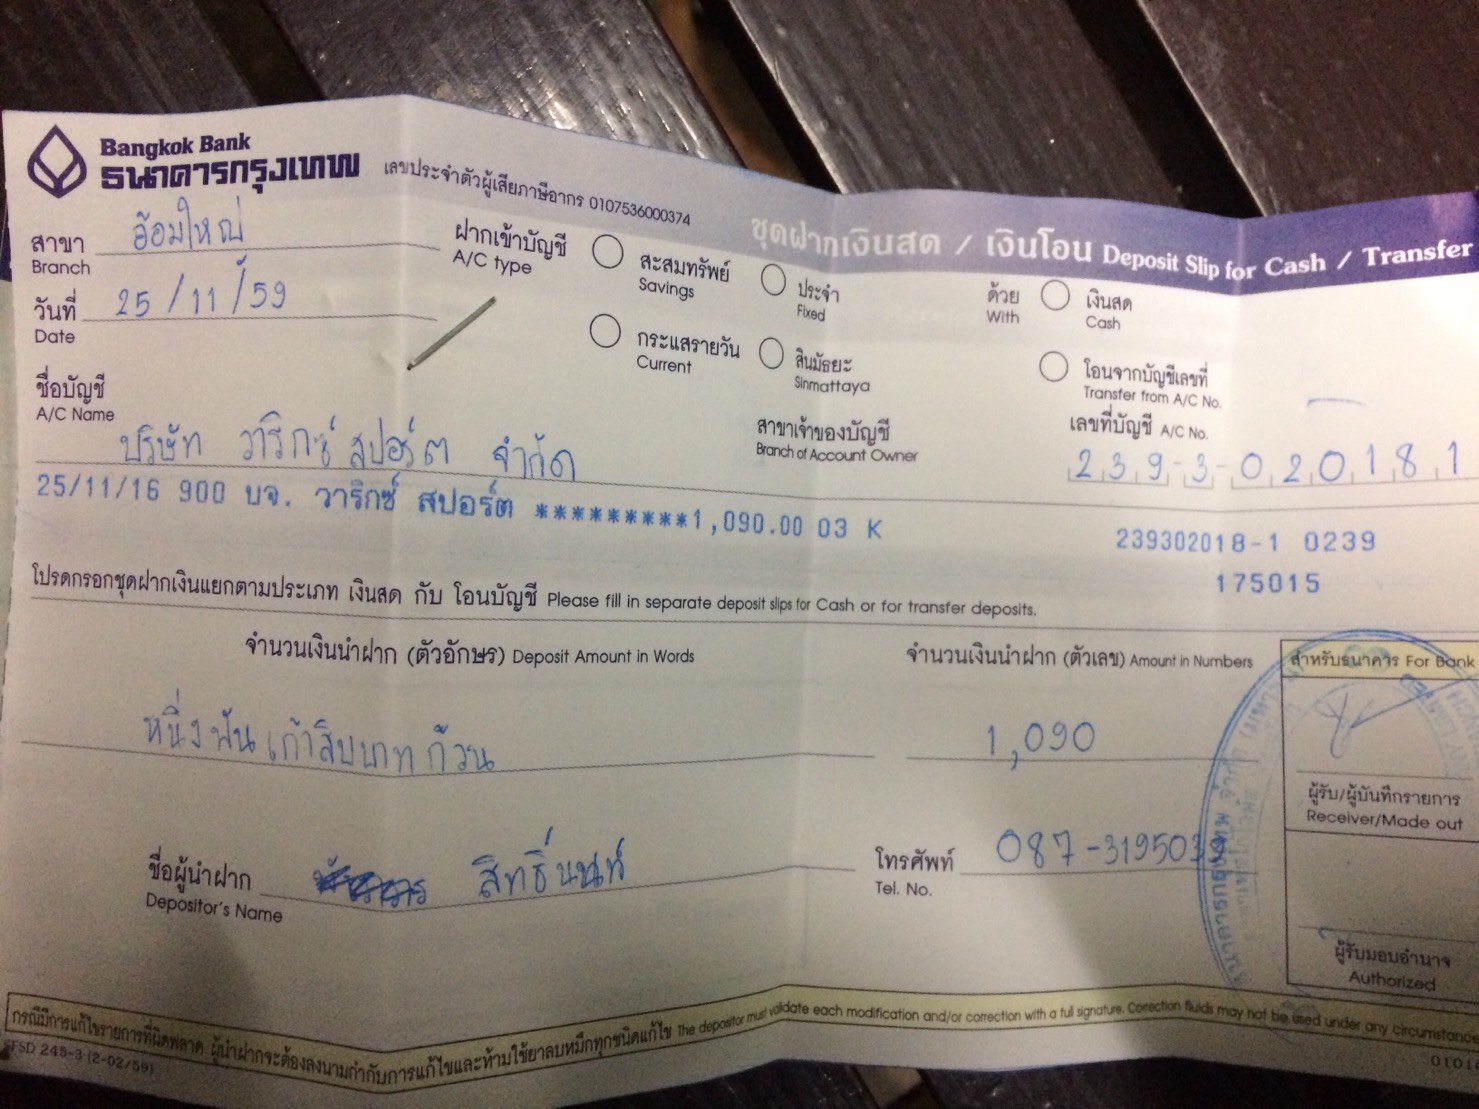 Bangkok Bank
ธนาคารกรุงเทพ
เลขประจำตัวผู้เสียภาษีอากร 0107536000374
ชุดฝากเงินสด / เงินโอน Deposit Slip for Cash / Transfer
สาขา อ้อมใหญ่
Branch
วันที่ 25/11/59
Date
ฝากเข้าบัญชี
A/C type
สะสมทรัพย์
Savings
ประจำ
Fixed
กระแสรายวัน
Current
สินมัธยะ
Sinmattaya
ด้วย
With
เงินสด
Cash
โอนจากบัญชีเลขที่
Transfer from A/C No.
ชื่อบัญชี
A/C Name
บริษัท วาริกซ์ สปอร์ต จำกัด
สาขาเจ้าของบัญชี
Branch of Account Owner
เลขที่บัญชี A/C No.
239-3-020181
25/11/16 900 บจ. วาริกซ์ สปอร์ต **********1,090.00 03 K
239302018-1 0239
175015
โปรดกรอกชุดฝากเงินแยกตามประเภท เงินสด กับ โอนบัญชี Please fill in separate deposit slips for Cash or for transfer deposits.
จำนวนเงินนำฝาก (ตัวอักษร) Deposit Amount in Words
จำนวนเงินนำฝาก (ตัวเลข) Amount in Numbers
สำหรับธนาคาร For Bank
หนึ่งพันเก้าสิบบาทถ้วน
1,090
ผู้รับ/ผู้บันทึกรายการ
Receiver/Made out
ชื่อผู้นำฝาก สิทธิ์นนท์
Depositor's Name
โทรศัพท์ 087-3195039
Tel. No.
ผู้รับมอบอำนาจ
Authorized
กรณีมีการแก้ไขรายการที่ผิดพลาด ผู้นำฝากจะต้องลงนามกำกับการแก้ไขและห้ามใช้ยาลบหมึกทุกชนิดแก้ไข The depositor must validate each modification and/or correction with a full signature. Correction fluids may not be used under any circumstance
FSD 245-3 (2-02/59)